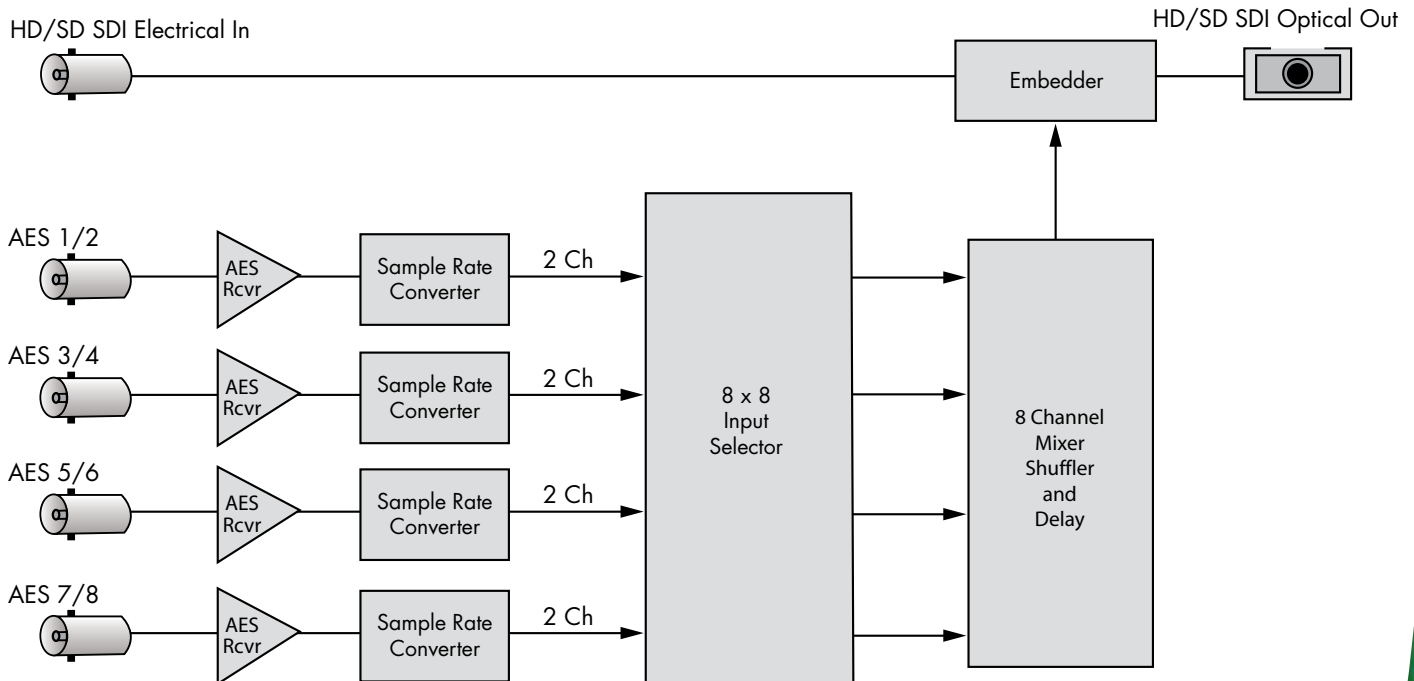 HD/SD SDI Electrical In
HD/SD SDI Optical Out
Embedder
AES 1/2
AES
Rcvr
Sample Rate
Converter
2 Ch
AES 3/4
AES
Rcvr
Sample Rate
Converter
2 Ch
AES 5/6
AES
Rcvr
Sample Rate
Converter
2 Ch
AES 7/8
AES
Rcvr
Sample Rate
Converter
2 Ch
8 x 8
Input
Selector
8 Channel
Mixer
Shuffler
and
Delay